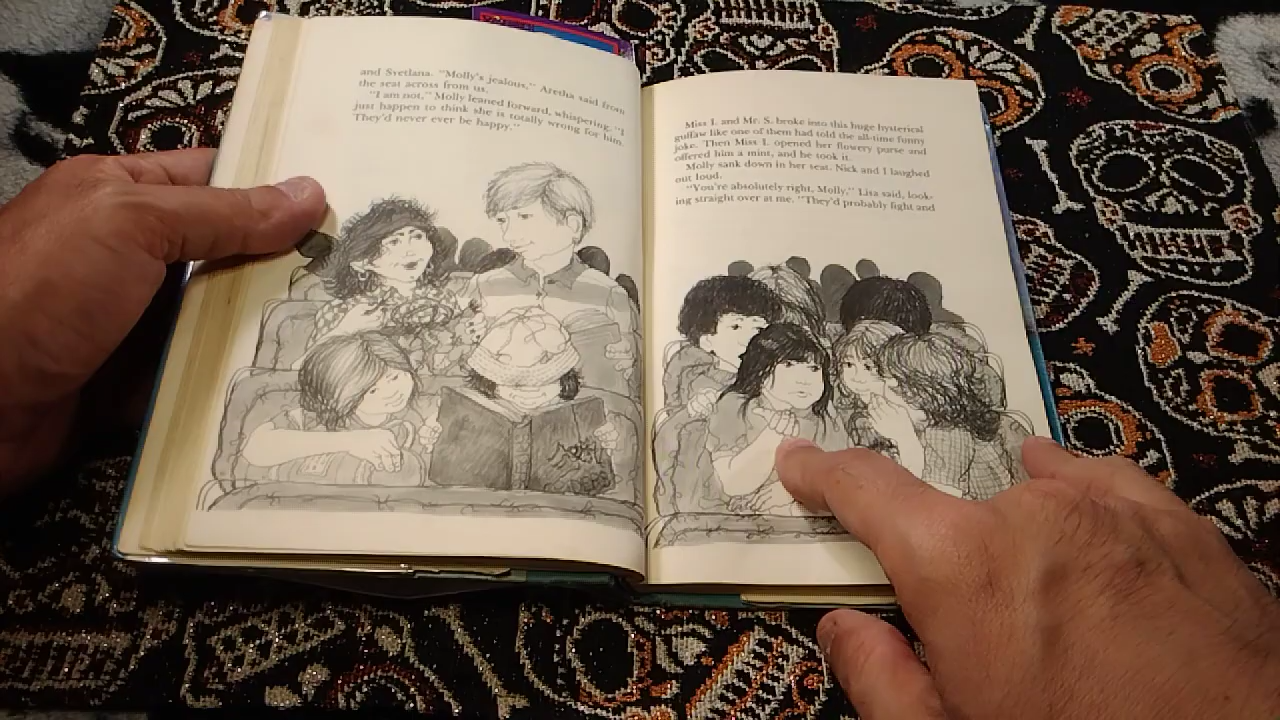 and Svetlana. "Molly's jealous," Aretha said from
the seat across from us.
"I am not," Molly leaned forward, whispering. "I
just happen to think she is totally wrong for him.
They'd never ever be happy."
Miss I. and Mr. S. broke into this huge hysterical
guffaw like one of them had told the all-time funny
joke. Then Miss I. opened her flowery purse and
offered him a mint, and he took it.
Molly sank down in her seat. Nick and I laughed
out loud.
"You're absolutely right, Molly," Lisa said, look-
ing straight over at me. "They'd probably fight and